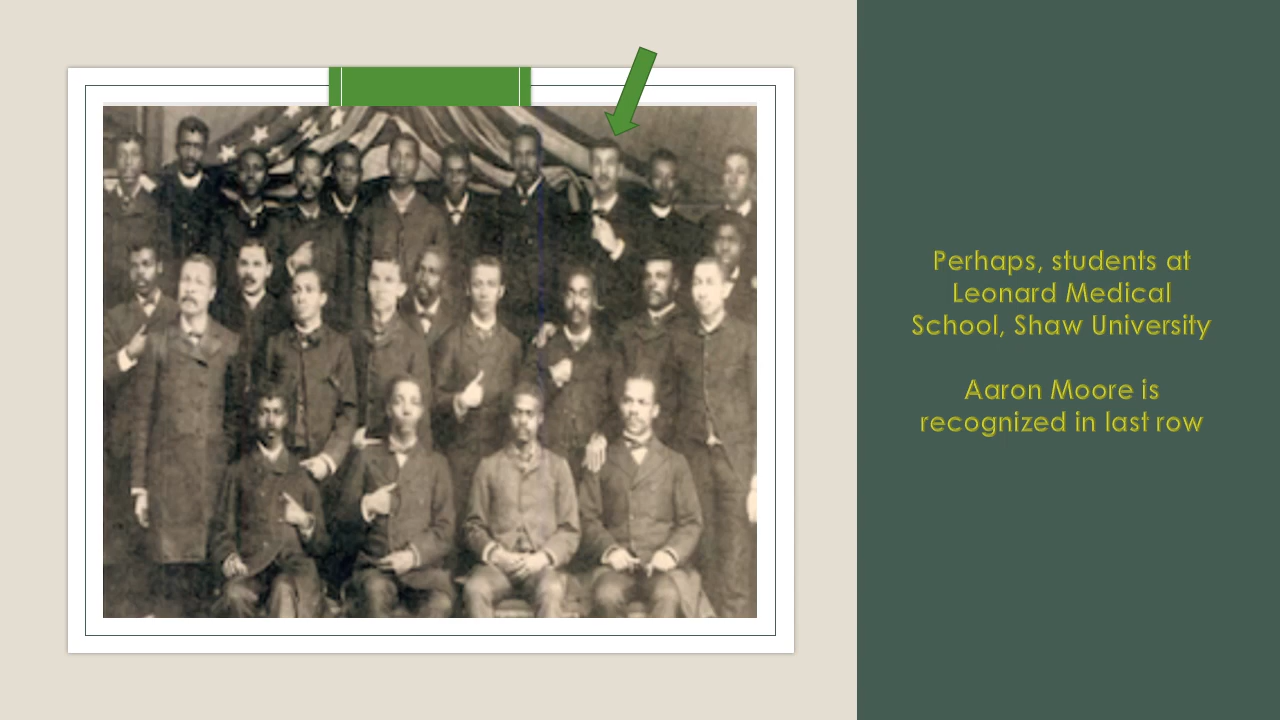 Perhaps, students at
Leonard Medical
School, Shaw University
Aaron Moore is
recognized in last row